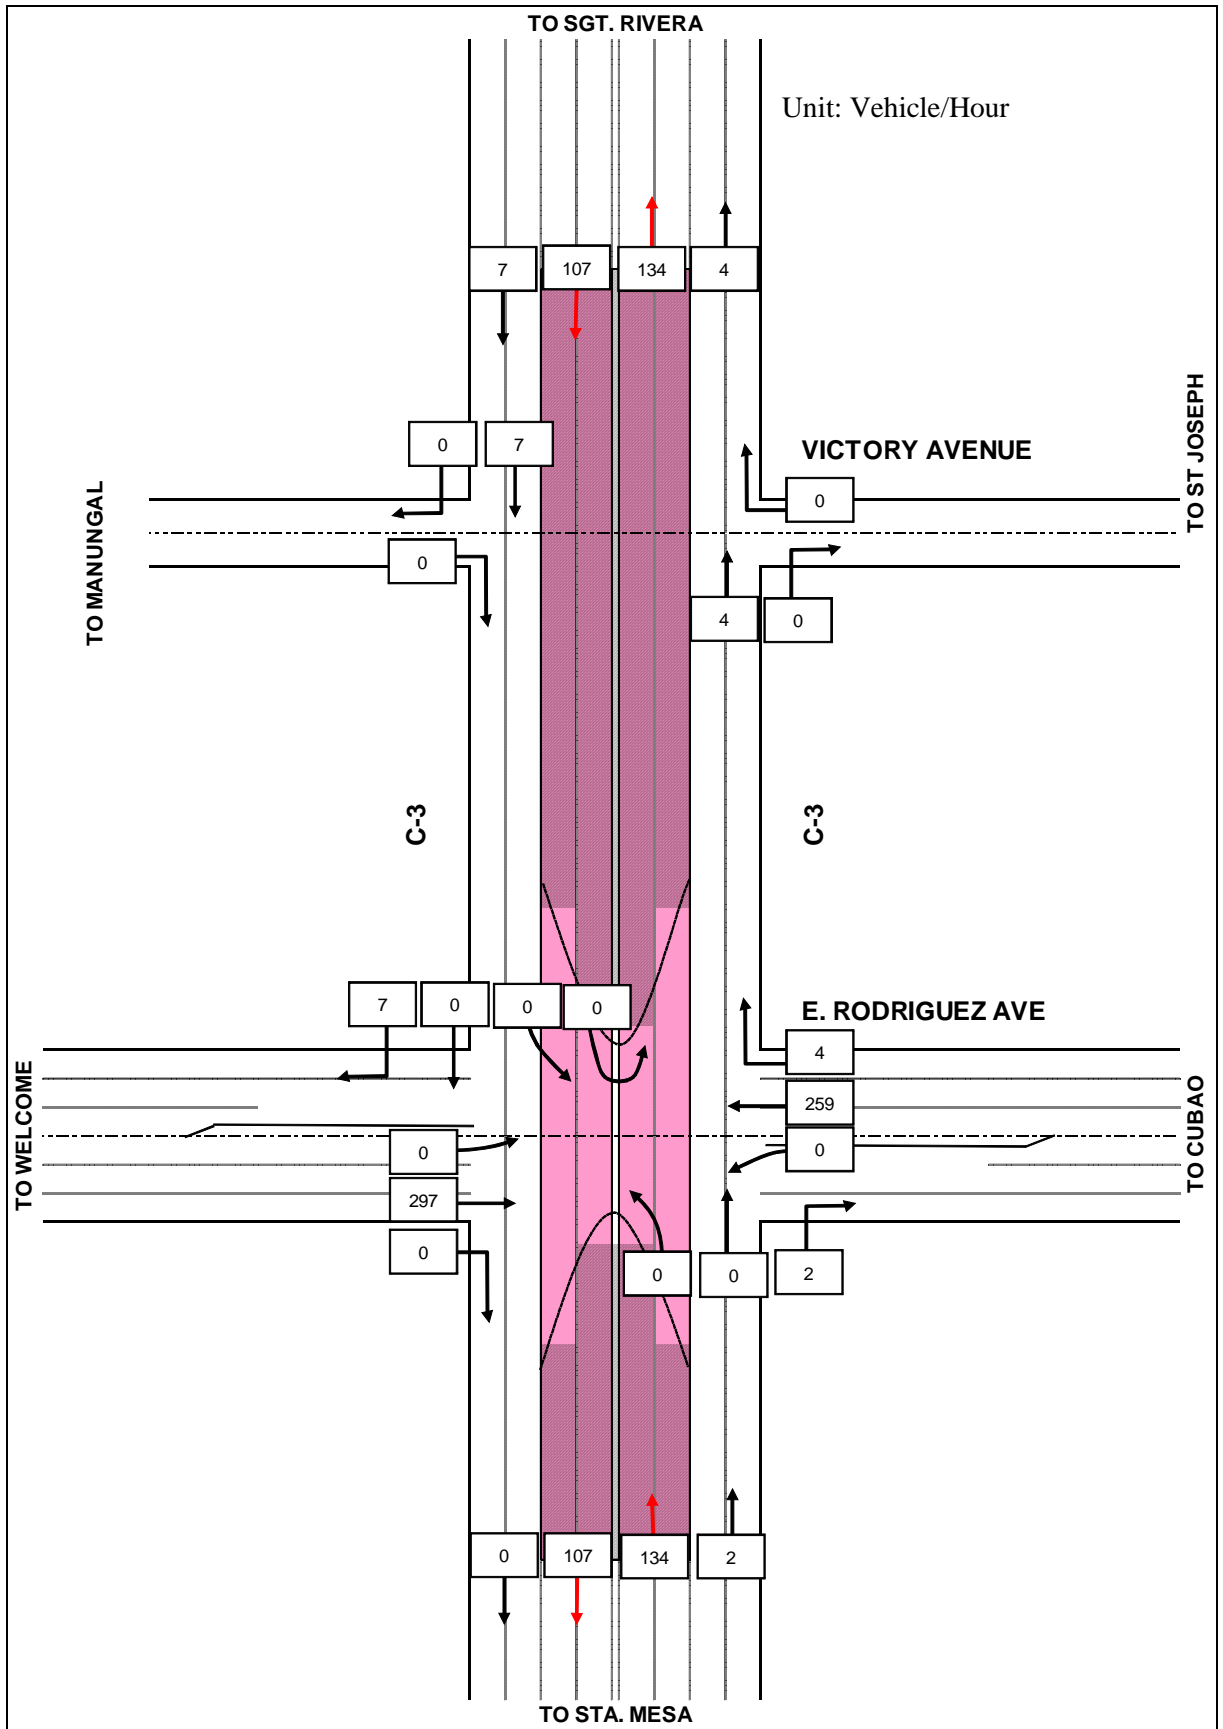 TO SGT. RIVERA
Unit: Vehicle/Hour
7 107 134 4
0 7
VICTORY AVENUE
TO ST JOSEPH
0
TO MANUNGAL
0
4 0
C-3
C-3
7 0 0 0
E. RODRIGUEZ AVE
4
259
0
TO WELCOME
TO CUBAO
0
297
0
0 0 2
0 107 134 2
TO STA. MESA